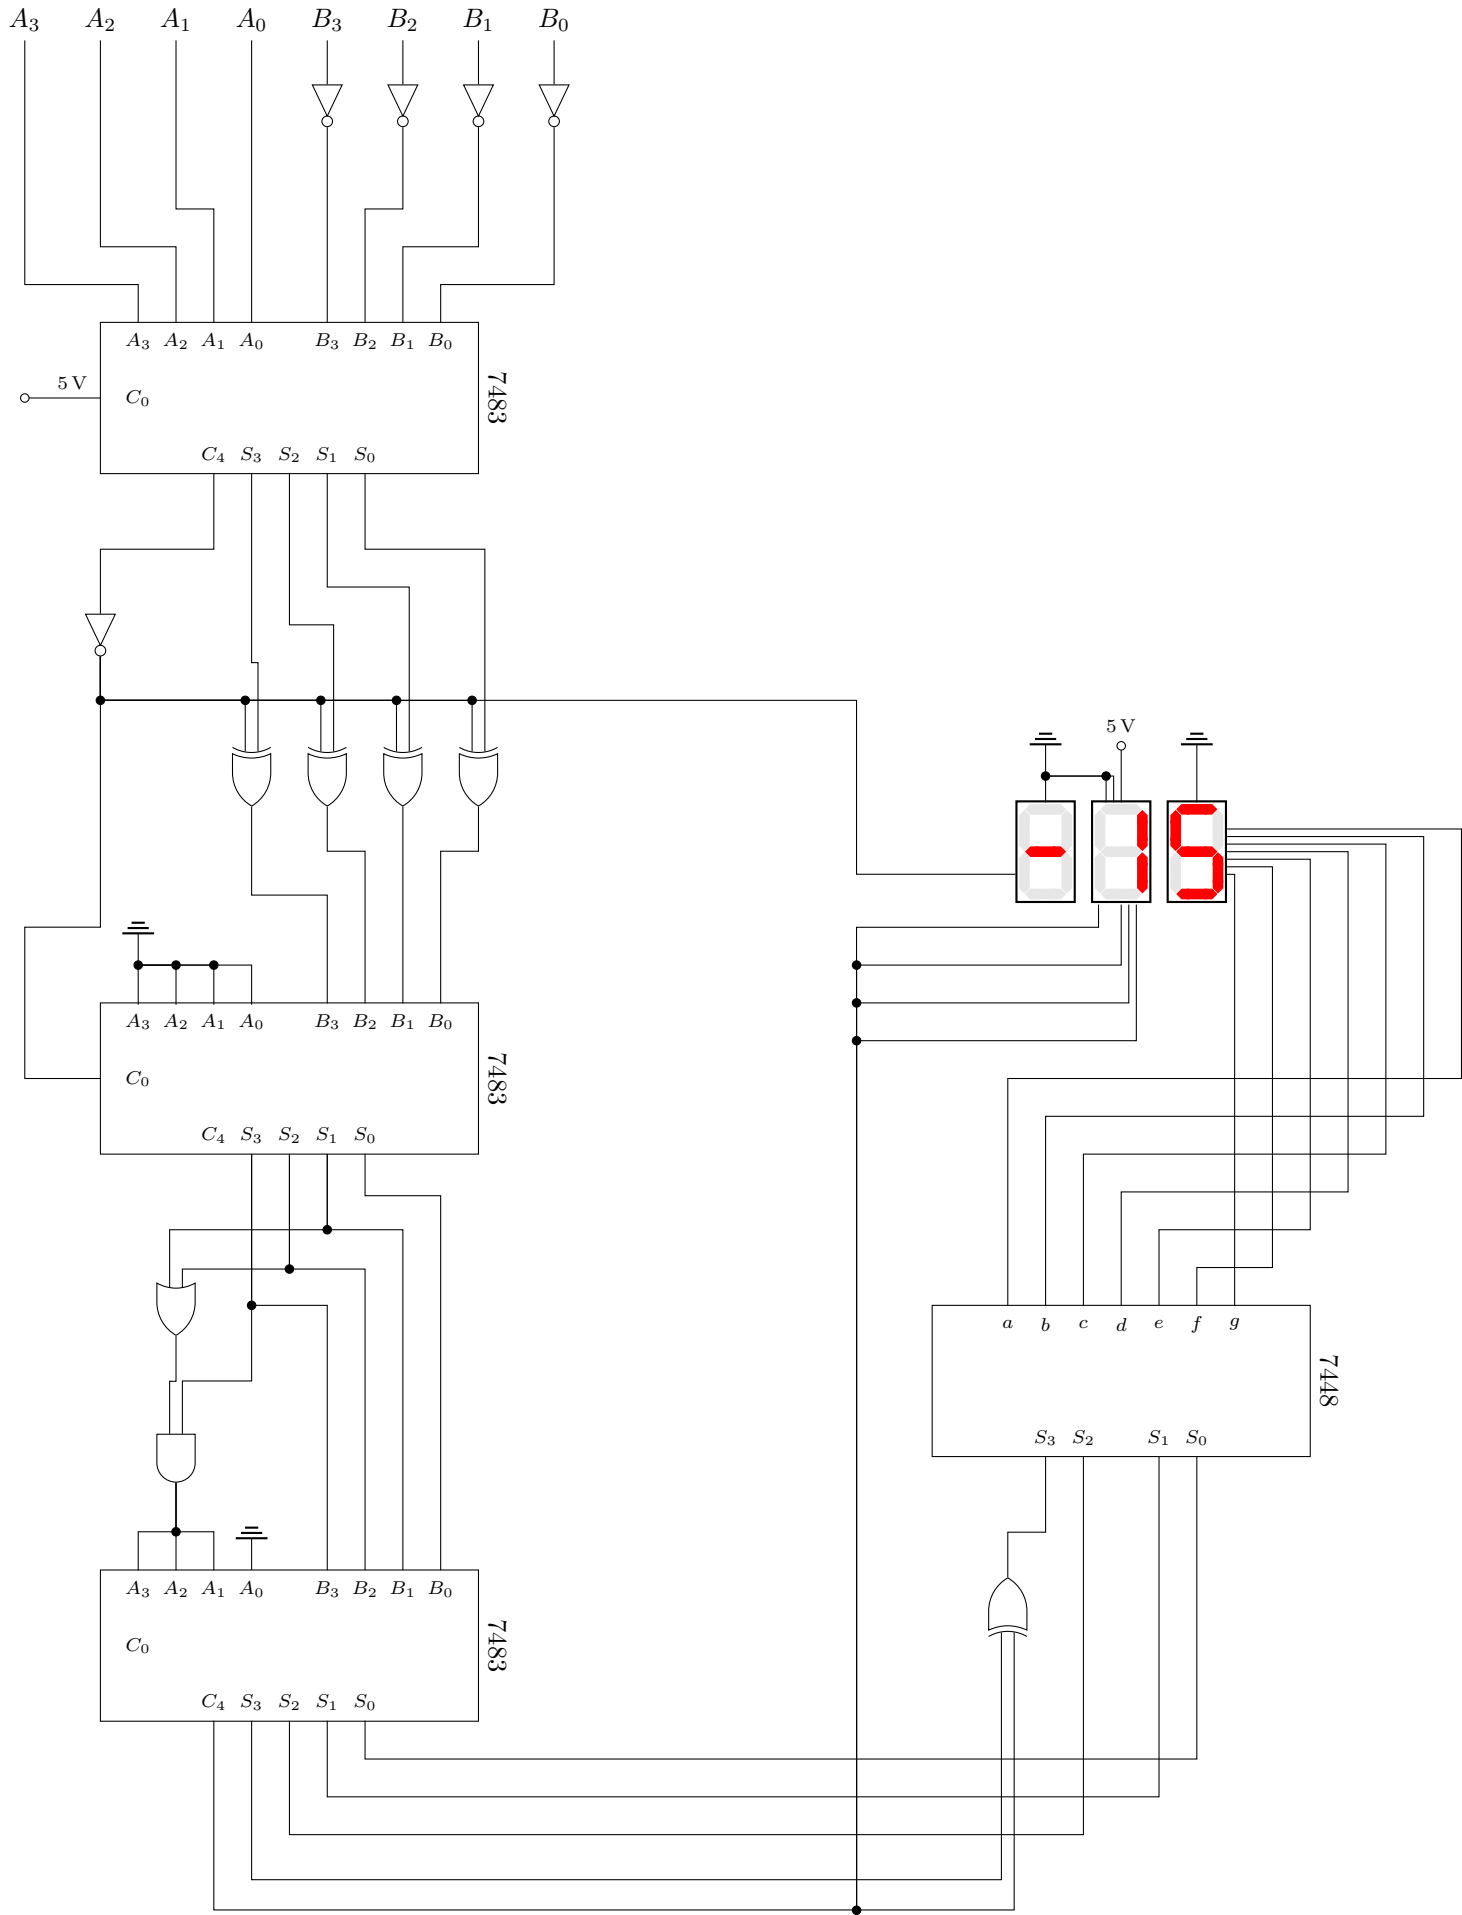 A₃ A₂ A₁ A₀ B₃ B₂ B₁ B₀
A₃ A₂ A₁ A₀ B₃ B₂ B₁ B₀
5 V
C₀
7483
C₄ S₃ S₂ S₁ S₀
5 V
-15
A₃ A₂ A₁ A₀ B₃ B₂ B₁ B₀
C₀
7483
C₄ S₃ S₂ S₁ S₀
a b c d e f g
7448
S₃ S₂ S₁ S₀
A₃ A₂ A₁ A₀ B₃ B₂ B₁ B₀
C₀
7483
C₄ S₃ S₂ S₁ S₀